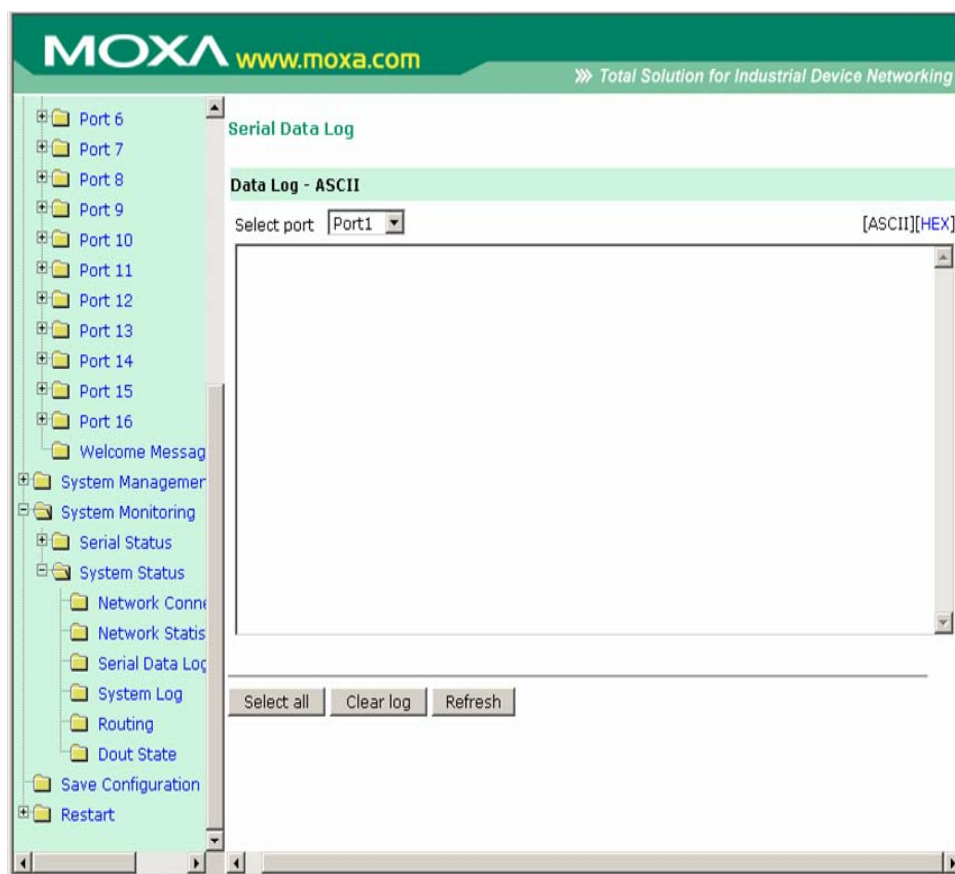 MOXA www.moxa.com
Total Solution for Industrial Device Networking
Port 6
Port 7
Port 8
Port 9
Port 10
Port 11
Port 12
Port 13
Port 14
Port 15
Port 16
Welcome Messag
System Managemer
System Monitoring
Serial Status
System Status
Network Conne
Network Statis
Serial Data Log
System Log
Routing
Dout State
Save Configuration
Restart
Serial Data Log
Data Log - ASCII
Select port Port1 [ASCII][HEX]
Select all Clear log Refresh